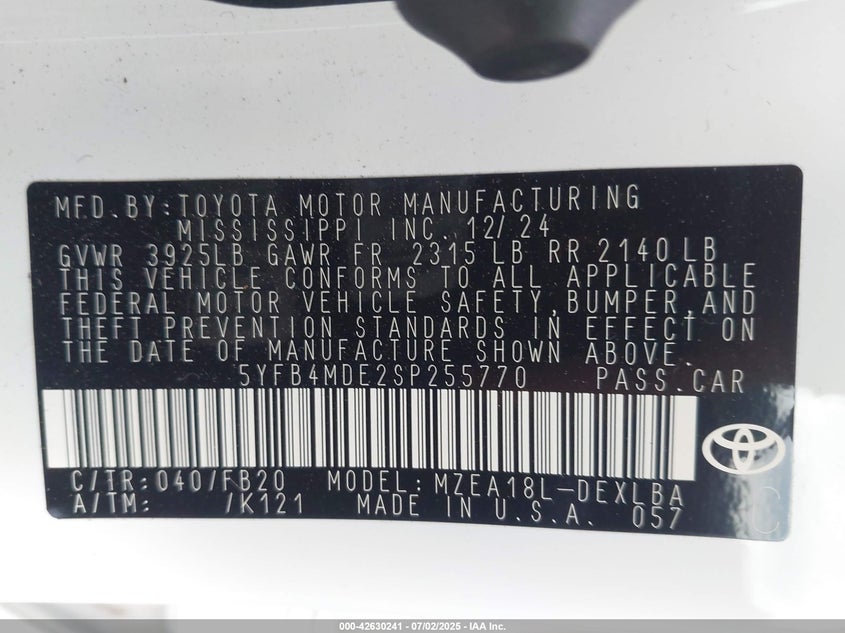 MFD.BY:TOYOTA MOTOR MANUFACTURING
MISSISSIPPI INC. 12/24
GVWR 3925LB GAWR FR 2315 LB RR 2140 LB
THIS VEHICLE CONFORMS TO ALL APPLICABLE
FEDERAL MOTOR VEHICLE SAFETY, BUMPER, AND
THEFT PREVENTION STANDARDS IN EFFECT ON
THE DATE OF MANUFACTURE SHOWN ABOVE.
5YFB4MDE2SP255770 PASS.CAR
C/TR:040/FB20 MODEL:MZEA18L-DEXLBA
A/TM: /K121 MADE IN U.S.A. 057
C
000-42630241 - 07/02/2025 - IAA Inc.